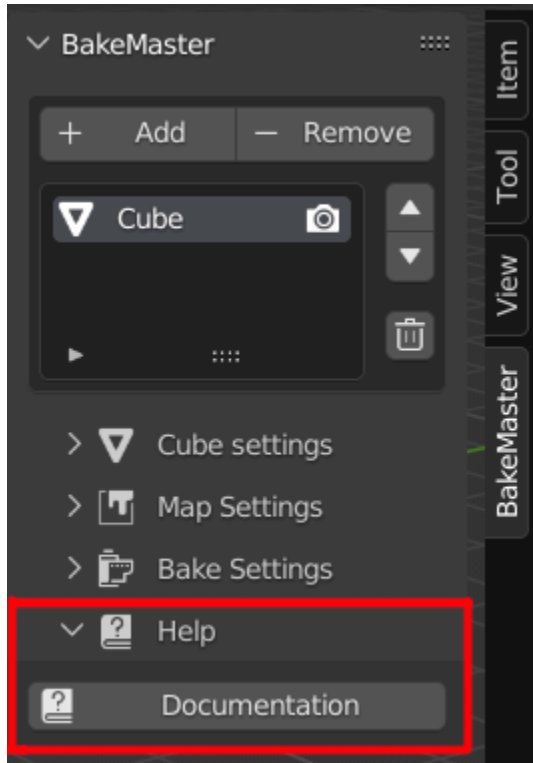 BakeMaster
Add
Remove
Cube
Cube settings
Map Settings
Bake Settings
Help
Documentation
Item
Tool
View
BakeMaster